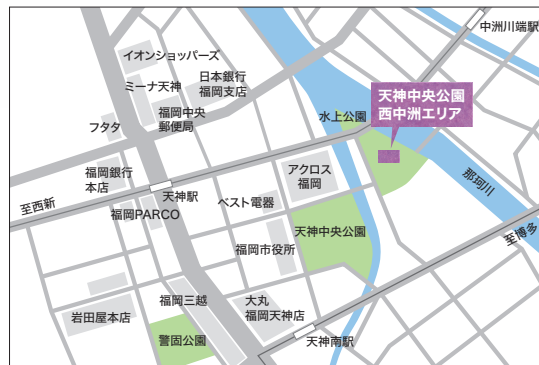 中洲川端駅
イオンショッパーズ
ミーナ天神
日本銀行
福岡支店
福岡中央
郵便局
天神中央公園
西中洲エリア
水上公園
フタタ
福岡銀行
本店
アクロス
福岡
那珂川
天神駅
至西新
福岡PARCO
ベスト電器
天神中央公園
至博多
福岡市役所
福岡三越
大丸
福岡天神店
岩田屋本店
警固公園
天神南駅